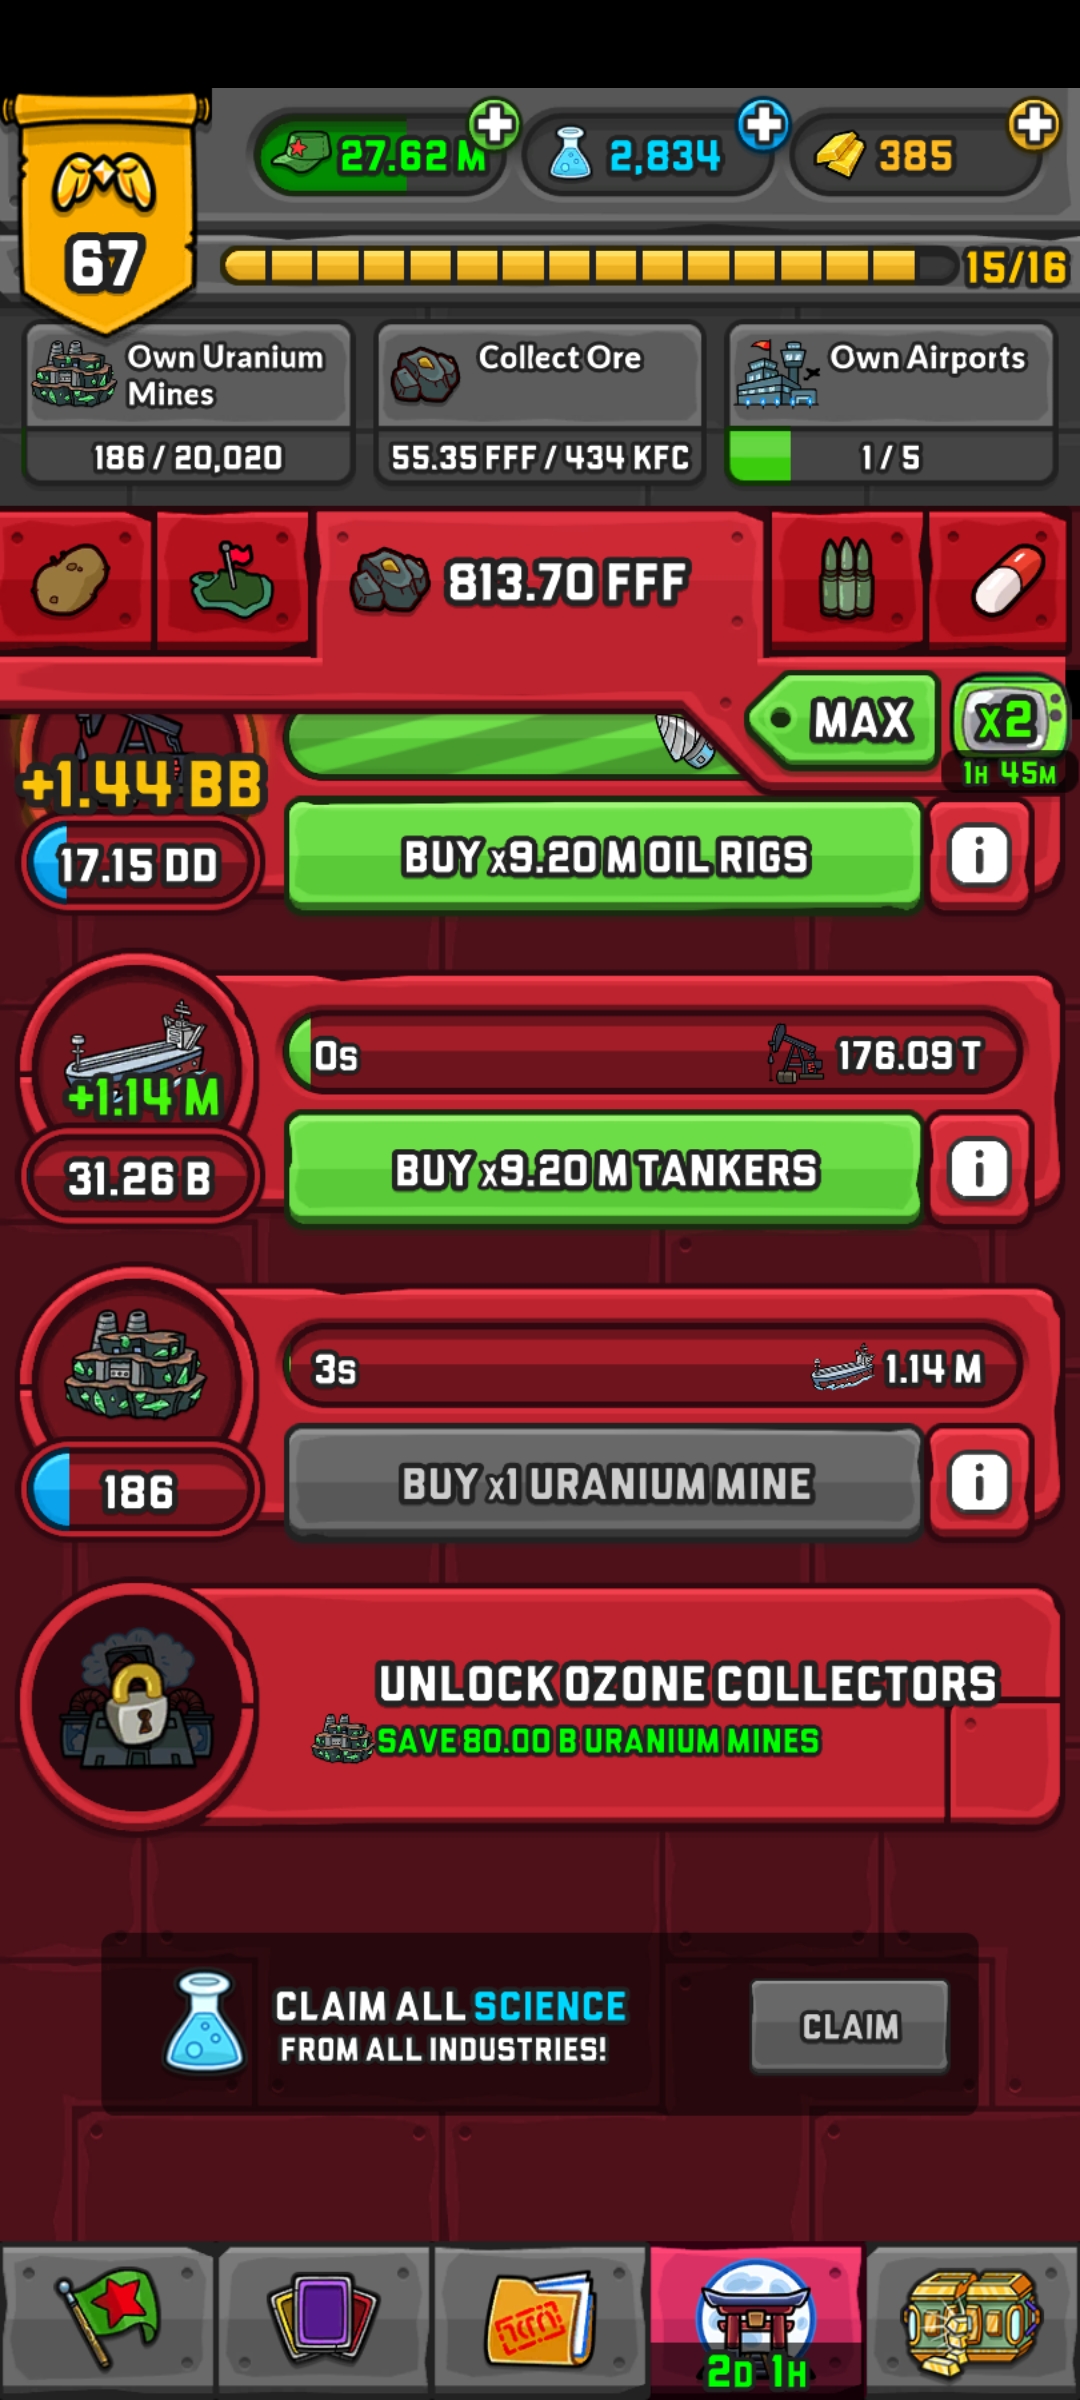 27.62 M
2,834
385
67
15/16
Own Uranium
Mines
186 / 20,020
Collect Ore
55.35 FFF / 434 KFC
Own Airports
1 / 5
813.70 FFF
MAX
x2
1H 45M
+1.44 BB
17.15 DD
BUY x9.20 M OIL RIGS
i
0s
176.09 T
+1.14 M
31.26 B
BUY x9.20 M TANKERS
i
3s
1.14 M
186
BUY x1 URANIUM MINE
i
UNLOCK OZONE COLLECTORS
SAVE 80.00 B URANIUM MINES
CLAIM ALL SCIENCE
FROM ALL INDUSTRIES!
CLAIM
2D 1H